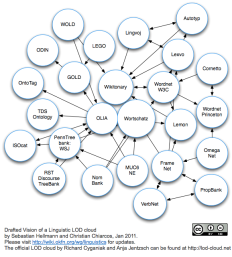 WOLD
Lingvoj
Autotyp
ODIN
LEGO
Lexvo
Cornetto
OntoTag
GOLD
Wiktionary
Wordnet
W3C
TDS
Ontology
OLiA
Wortschatz
Lemon
Wordnet
Princeton
ISOcat
PennTree
bank:
WSJ
Omega
Net
RST
Discourse
TreeBank
Nom
Bank
MUC6
NE
Frame
Net
PropBank
VerbNet
Drafted Vision of a Linguistic LOD cloud
by Sebastian Hellmann and Christian Chiarcos, Jan 2011.
Please visit http://wiki.okfn.org/wg/linguistics for updates.
The official LOD cloud by Richard Cyganiak and Anja Jentzsch can be found at http://lod-cloud.net